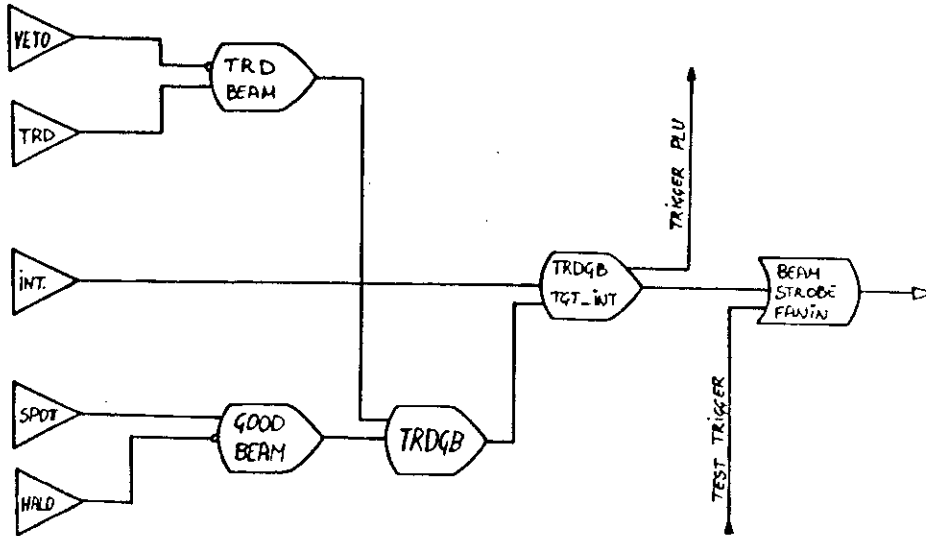 VETO
TRD
BEAM
TRD
TRIGGER PLU
INT.
TRDGB
TGT_INT
BEAM
STROBE
FANIN
SPOT
GOOD
BEAM
TRDGB
HALO
TEST TRIGGER